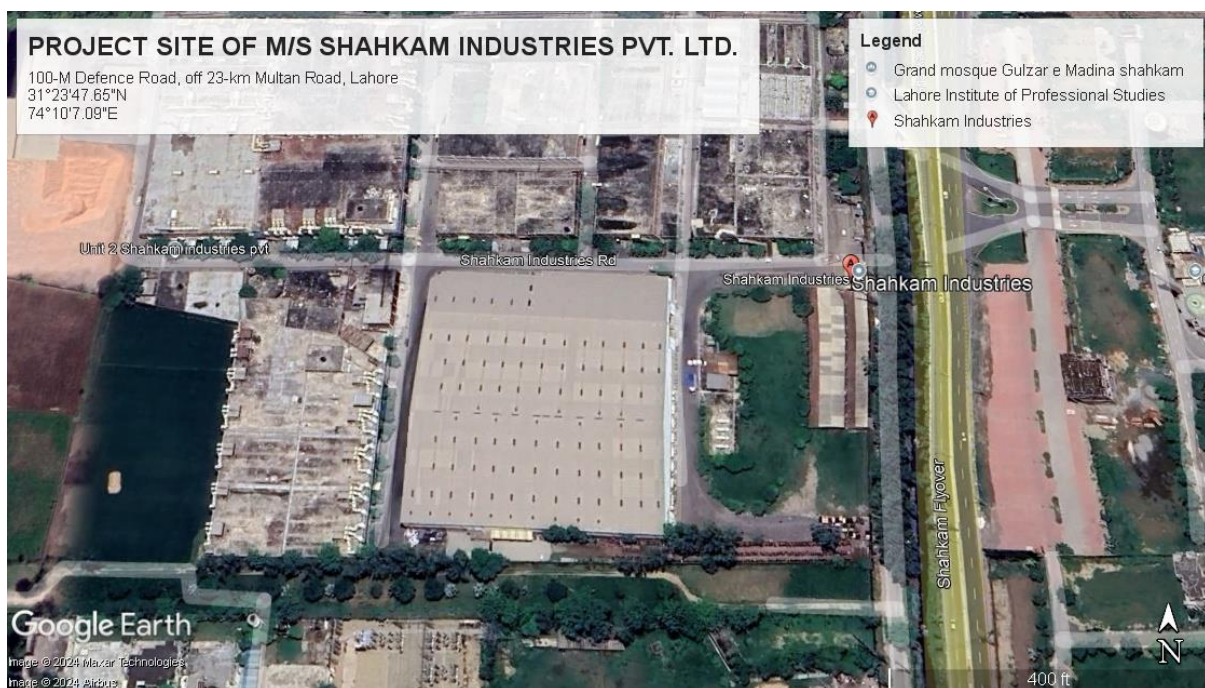 PROJECT SITE OF M/S SHAHKAM INDUSTRIES PVT. LTD.
100-M Defence Road, off 23-km Multan Road, Lahore
31°23'47.65"N
74°10'7.09"E
Legend
Grand mosque Gulzar e Madina shahkam
Lahore Institute of Professional Studies
Shahkam Industries
Unit 2 Shahkam industries pvt
Shahkam Industries Rd
Shahkam Industries
Shahkam Industries
Shahkam Flyover
Google Earth
Image © 2024 Maxar Technologies
Image © 2024 Airbus
400 ft
N